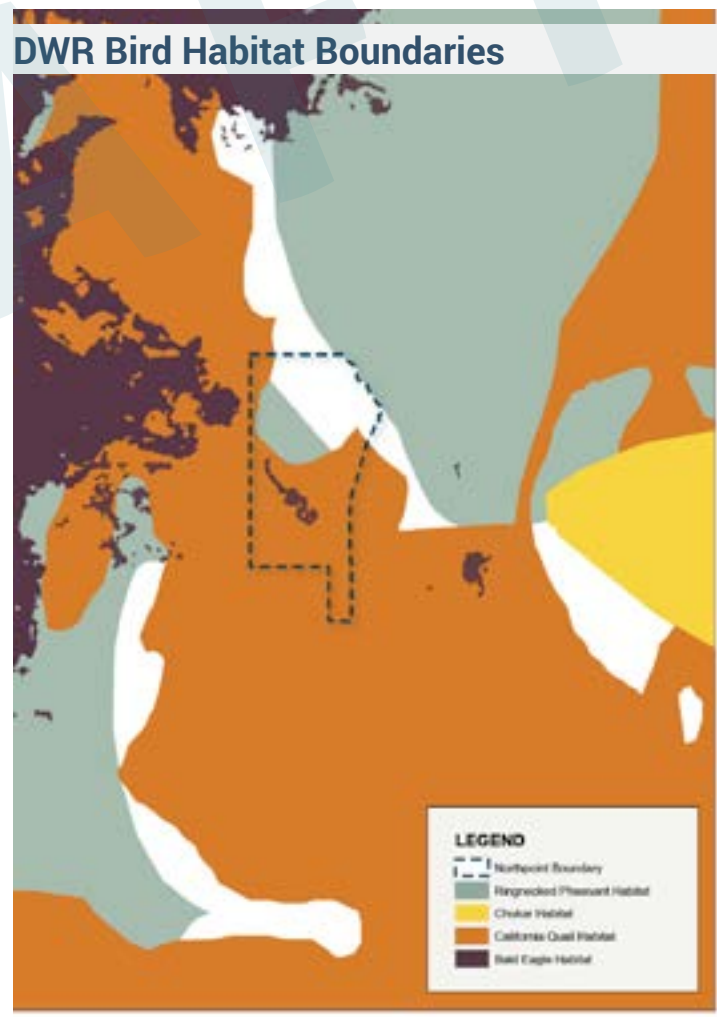 DWR Bird Habitat Boundaries
LEGEND
Northpoint Boundary
Ringnecked Pheasant Habitat
Chukar Habitat
California Quail Habitat
Bald Eagle Habitat